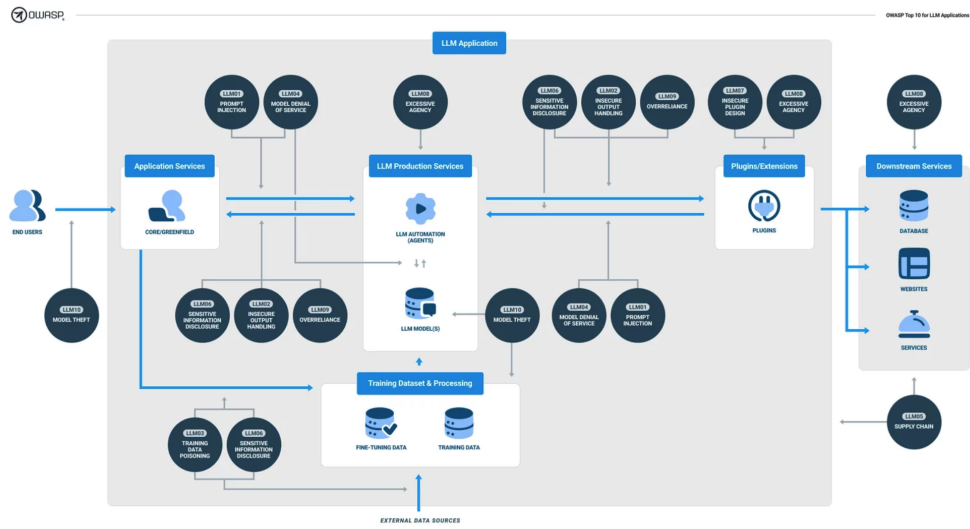 OWASP
OWASP Top 10 for LLM Applications
LLM Application
LLM01
PROMPT
INJECTION
LLM04
MODEL DENIAL
OF SERVICE
LLM08
EXCESSIVE
AGENCY
LLM06
SENSITIVE
INFORMATION
DISCLOSURE
LLM02
INSECURE
OUTPUT
HANDLING
LLM09
OVERRELIANCE
LLM07
INSECURE
PLUGIN
DESIGN
LLM08
EXCESSIVE
AGENCY
LLM08
EXCESSIVE
AGENCY
Application Services
LLM Production Services
Plugins/Extensions
Downstream Services
END USERS
CORE/GREENFIELD
LLM AUTOMATION
(AGENTS)
PLUGINS
DATABASE
WEBSITES
SERVICES
LLM10
MODEL THEFT
LLM06
SENSITIVE
INFORMATION
DISCLOSURE
LLM02
INSECURE
OUTPUT
HANDLING
LLM09
OVERRELIANCE
LLM MODEL(S)
LLM10
MODEL THEFT
LLM04
MODEL DENIAL
OF SERVICE
LLM01
PROMPT
INJECTION
Training Dataset & Processing
FINE-TUNING DATA
TRAINING DATA
LLM03
TRAINING
DATA
POISONING
LLM06
SENSITIVE
INFORMATION
DISCLOSURE
LLM05
SUPPLY CHAIN
EXTERNAL DATA SOURCES